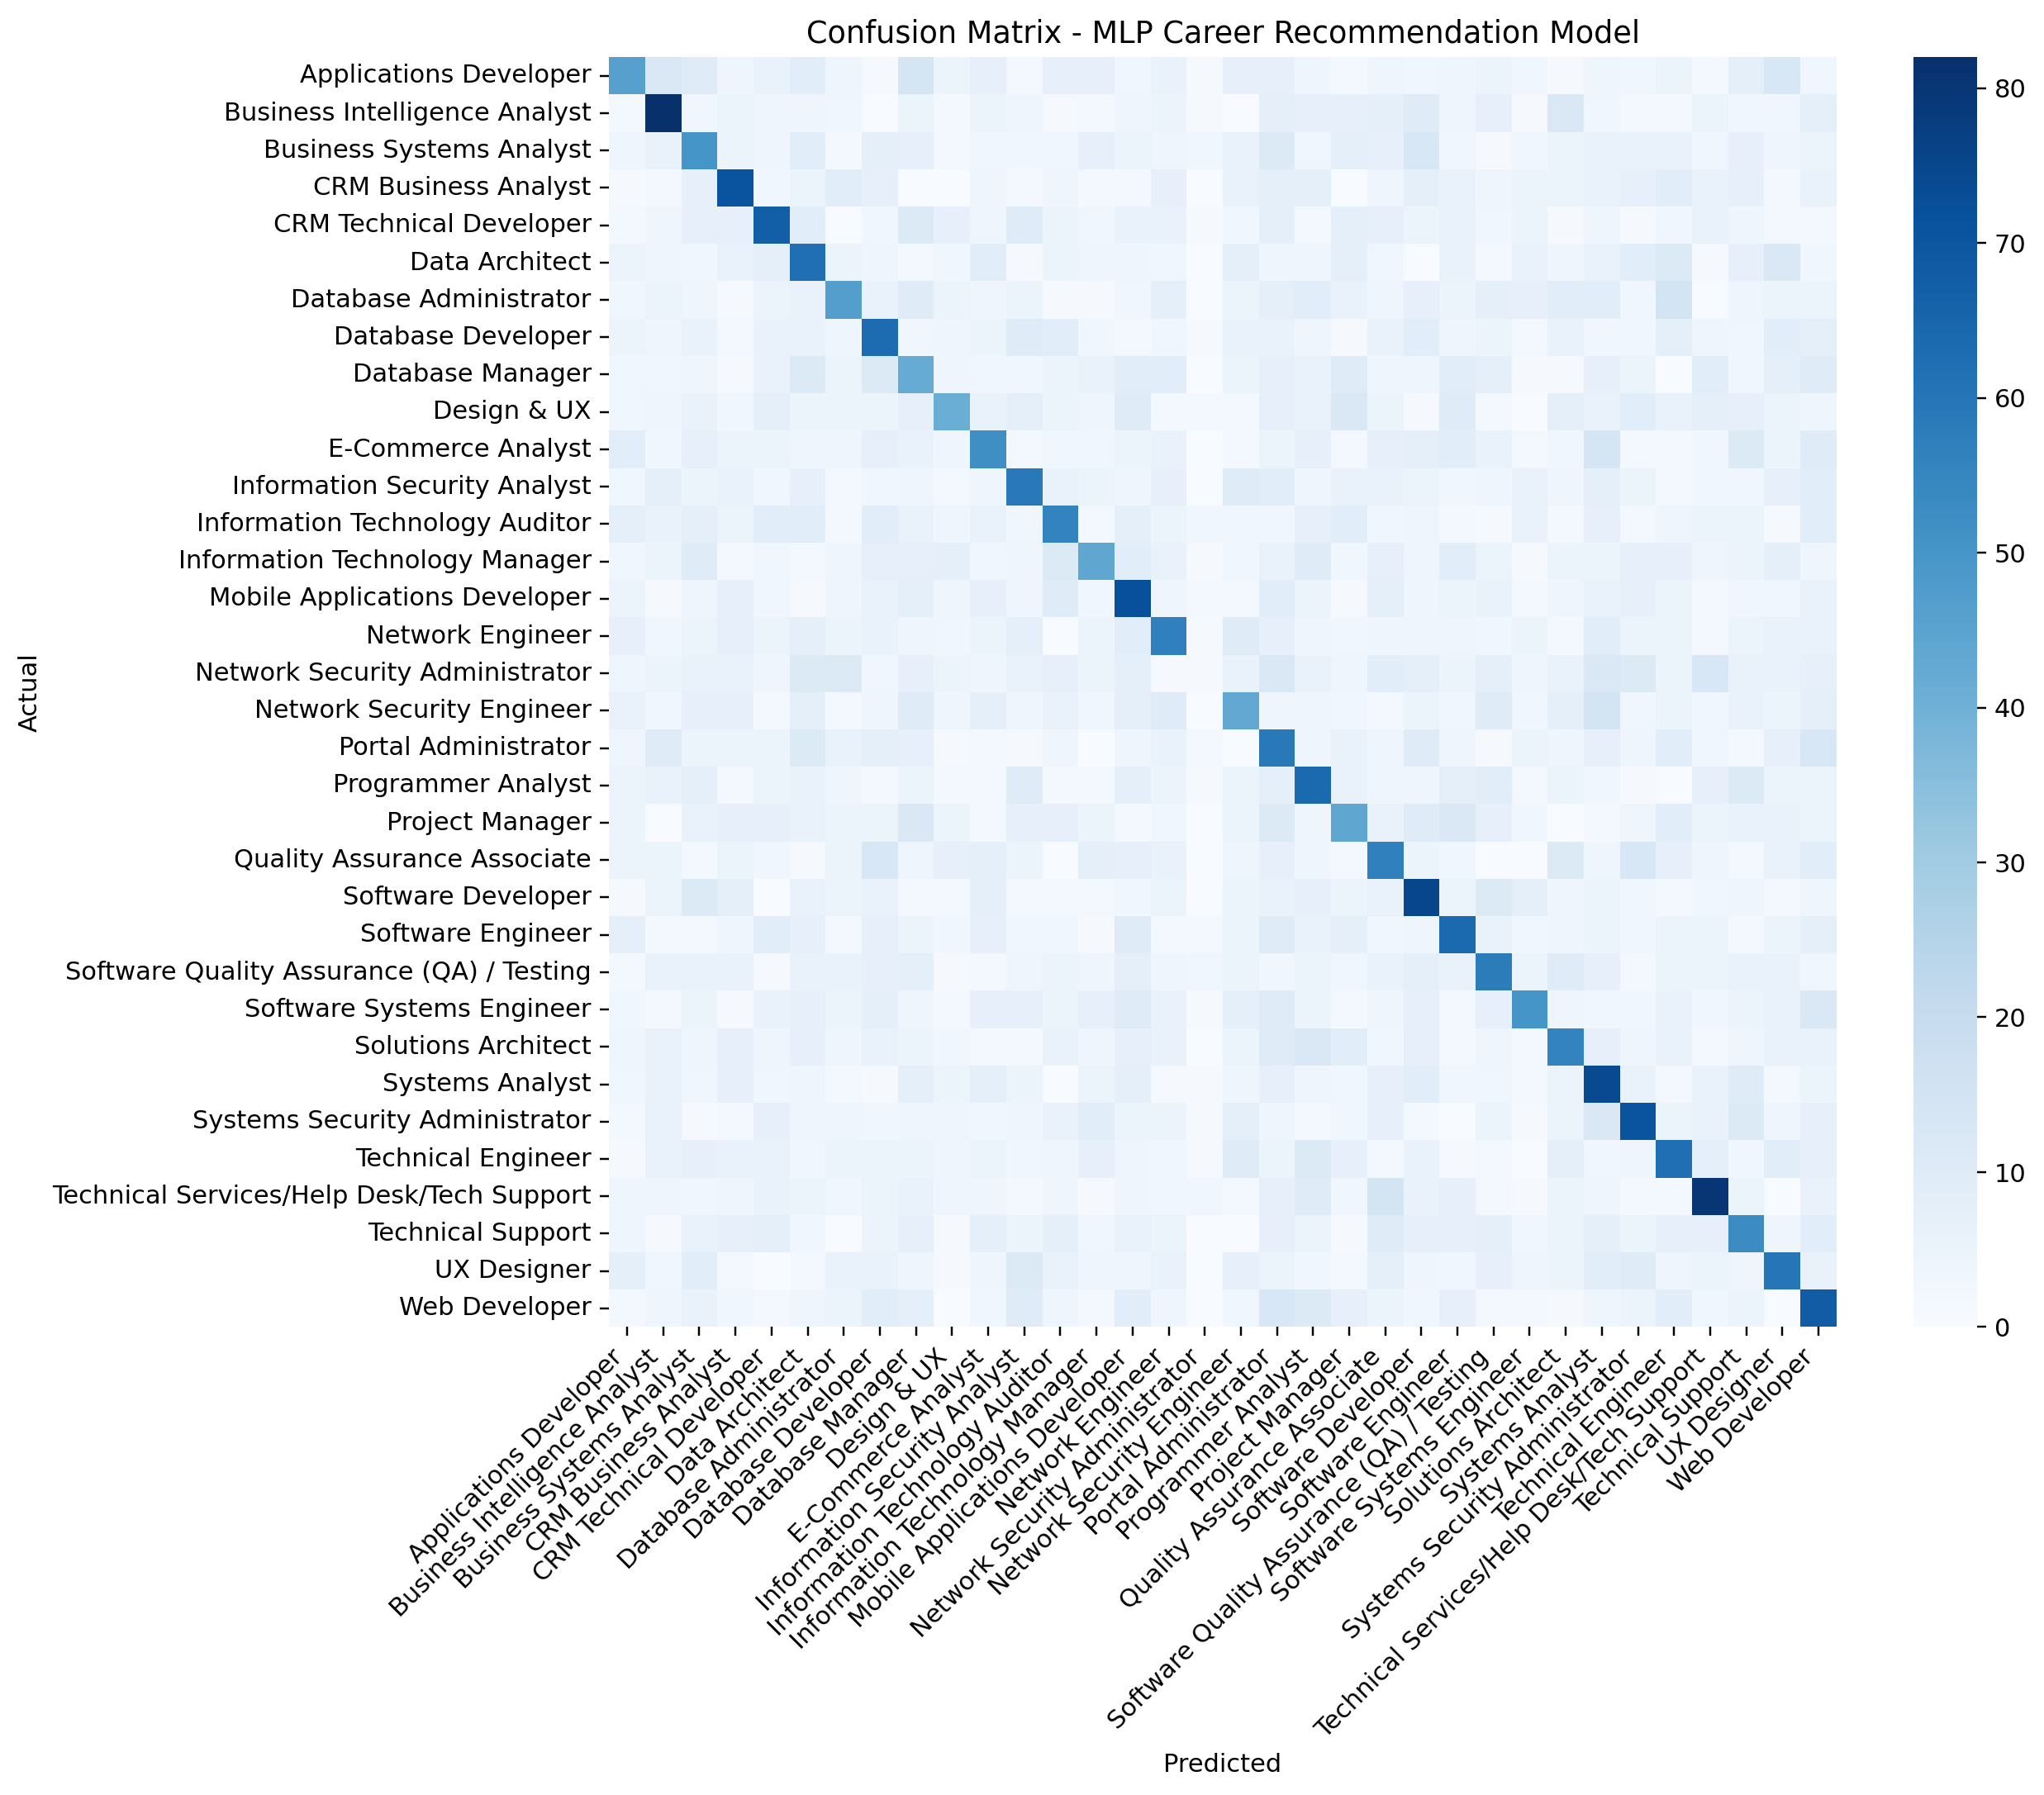 Confusion Matrix - MLP Career Recommendation Model
Actual
Applications Developer
Business Intelligence Analyst
Business Systems Analyst
CRM Business Analyst
CRM Technical Developer
Data Architect
Database Administrator
Database Developer
Database Manager
Design & UX
E-Commerce Analyst
Information Security Analyst
Information Technology Auditor
Information Technology Manager
Mobile Applications Developer
Network Engineer
Network Security Administrator
Network Security Engineer
Portal Administrator
Programmer Analyst
Project Manager
Quality Assurance Associate
Software Developer
Software Engineer
Software Quality Assurance (QA) / Testing
Software Systems Engineer
Solutions Architect
Systems Analyst
Systems Security Administrator
Technical Engineer
Technical Services/Help Desk/Tech Support
Technical Support
UX Designer
Web Developer
80
70
60
50
40
30
20
10
0
Applications Developer
Business Intelligence Analyst
Business Systems Analyst
CRM Business Analyst
CRM Technical Developer
Data Architect
Database Administrator
Database Developer
Database Manager
Design & UX
E-Commerce Analyst
Information Security Analyst
Information Technology Auditor
Information Technology Manager
Mobile Applications Developer
Network Engineer
Network Security Administrator
Network Security Engineer
Portal Administrator
Programmer Analyst
Project Manager
Quality Assurance Associate
Software Developer
Software Engineer
Software Quality Assurance (QA) / Testing
Software Systems Engineer
Solutions Architect
Systems Analyst
Systems Security Administrator
Technical Engineer
Technical Services/Help Desk/Tech Support
Technical Support
UX Designer
Web Developer
Predicted